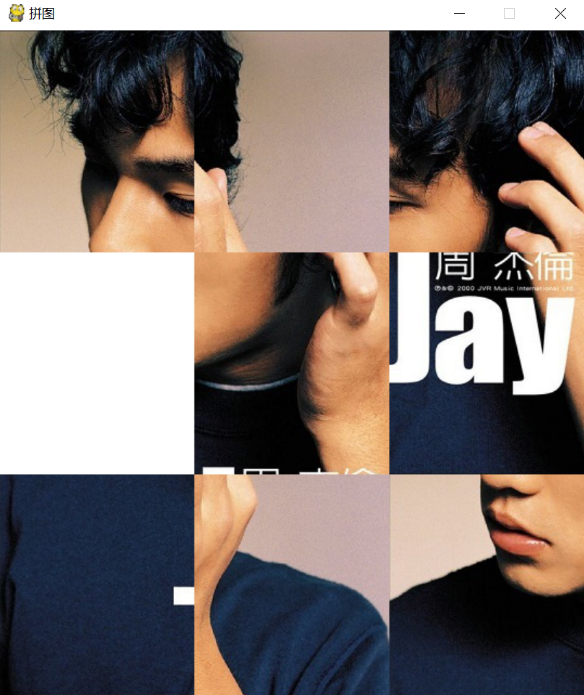 拼图
周 杰倫
℗&© 2000 JVR Music International Ltd.
Jay